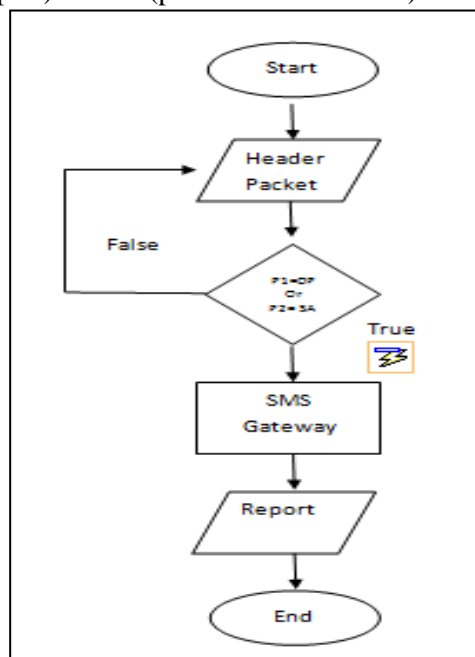 Start
Header
Packet
False
P1=DP
Or
P2=SA
True
SMS
Gateway
Report
End